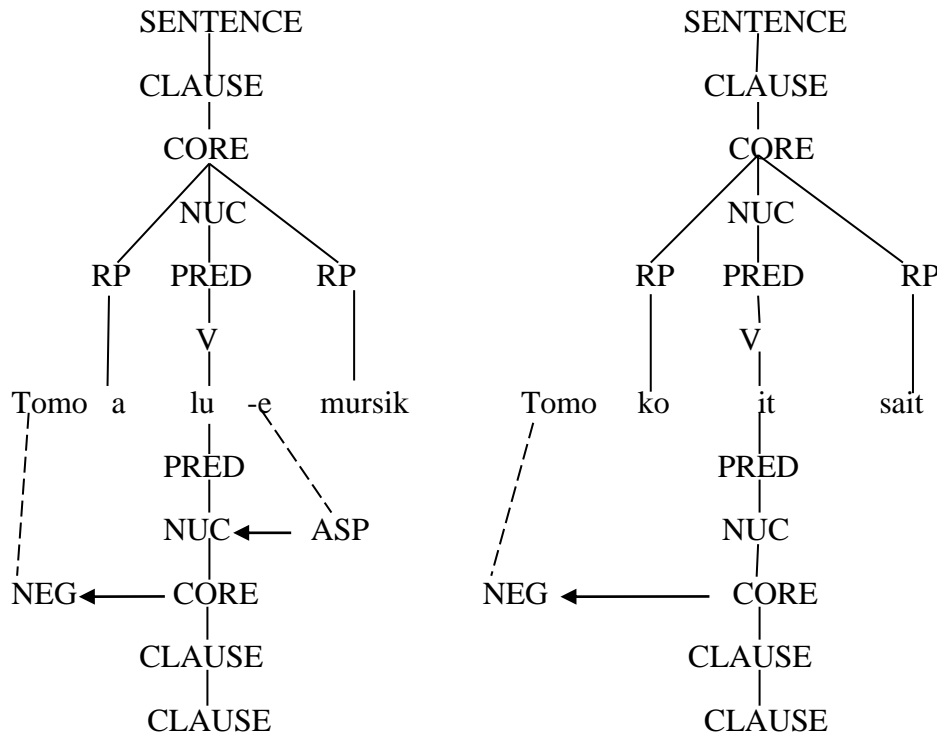 SENTENCE SENTENCE
CLAUSE CLAUSE
CORE CORE
NUC NUC
RP PRED RP RP PRED RP
V V
Tomo a lu -e mursik Tomo ko it sait
PRED PRED
NUC ASP NUC
NEG CORE NEG CORE
CLAUSE CLAUSE
CLAUSE CLAUSE